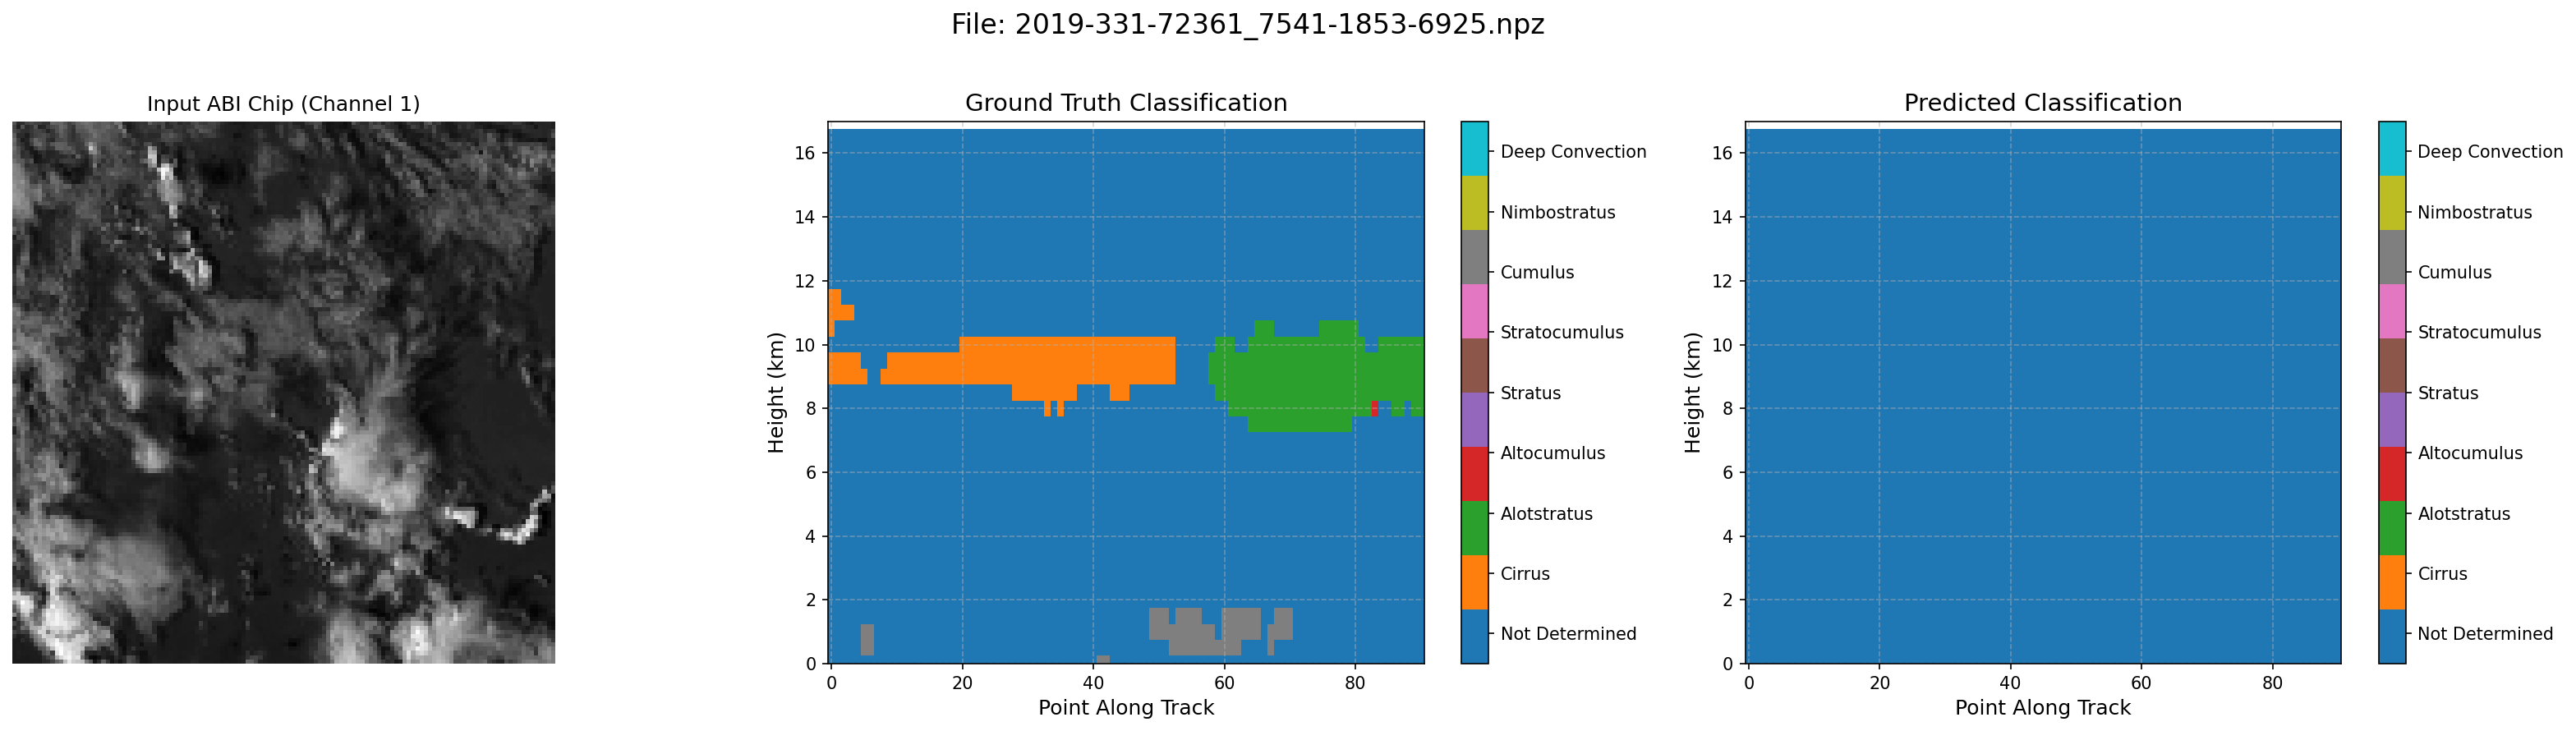 File: 2019-331-72361_7541-1853-6925.npz
Input ABI Chip (Channel 1)
Ground Truth Classification
Height (km)
16
14
12
10
8
6
4
2
0
0 20 40 60 80
Point Along Track
Deep Convection
Nimbostratus
Cumulus
Stratocumulus
Stratus
Altocumulus
Alotstratus
Cirrus
Not Determined
Predicted Classification
Height (km)
16
14
12
10
8
6
4
2
0
0 20 40 60 80
Point Along Track
Deep Convection
Nimbostratus
Cumulus
Stratocumulus
Stratus
Altocumulus
Alotstratus
Cirrus
Not Determined